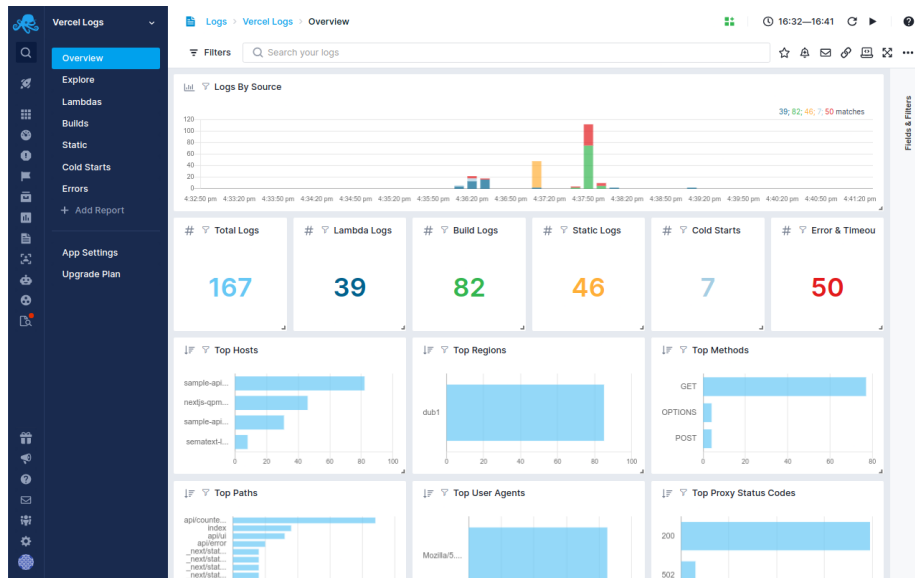 Vercel Logs
Logs > Vercel Logs > Overview
16:32—16:41
Overview
Explore
Lambdas
Builds
Static
Cold Starts
Errors
+ Add Report
App Settings
Upgrade Plan
Filters
Search your logs
Fields & Filters
Logs By Source
39; 82; 46; 7; 50 matches
120
100
80
60
40
20
0
4:32:50 pm 4:33:20 pm 4:33:50 pm 4:34:20 pm 4:34:50 pm 4:35:20 pm 4:35:50 pm 4:36:20 pm 4:36:50 pm 4:37:20 pm 4:37:50 pm 4:38:20 pm 4:38:50 pm 4:39:20 pm 4:39:50 pm 4:40:20 pm 4:40:50 pm 4:41:20 pm
# Total Logs
167
# Lambda Logs
39
# Build Logs
82
# Static Logs
46
# Cold Starts
7
# Error & Timeou
50
Top Hosts
sample-api...
nextjs-qpm...
sample-api...
sematext-i...
0 20 40 60 80 100
Top Regions
dub1
0 20 40 60 80 100
Top Methods
GET
OPTIONS
POST
0 20 40 60 80
Top Paths
api/counte...
index
api/ui
api/error
_next/stat...
_next/stat...
_next/stat...
_next/stat...
Top User Agents
Mozilla/5....
Top Proxy Status Codes
200
502